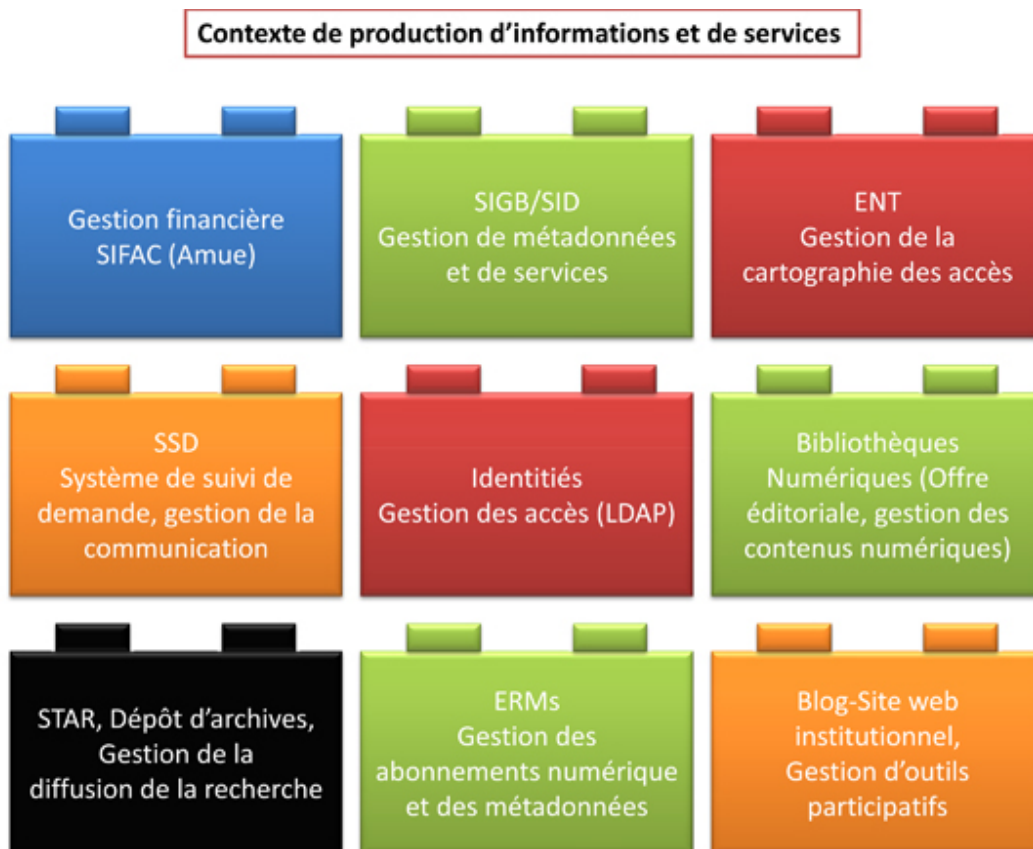 Contexte de production d’informations et de services
Gestion financière
SIFAC (Amue)
SIGB/SID
Gestion de métadonnées
et de services
ENT
Gestion de la
cartographie des accès
SSD
Système de suivi de
demande, gestion de la
communication
Identitiés
Gestion des accès (LDAP)
Bibliothèques
Numériques (Offre
éditoriale, gestion des
contenus numériques)
STAR, Dépôt d’archives,
Gestion de la
diffusion de la recherche
ERMs
Gestion des
abonnements numérique
et des métadonnées
Blog-Site web
institutionnel,
Gestion d’outils
participatifs